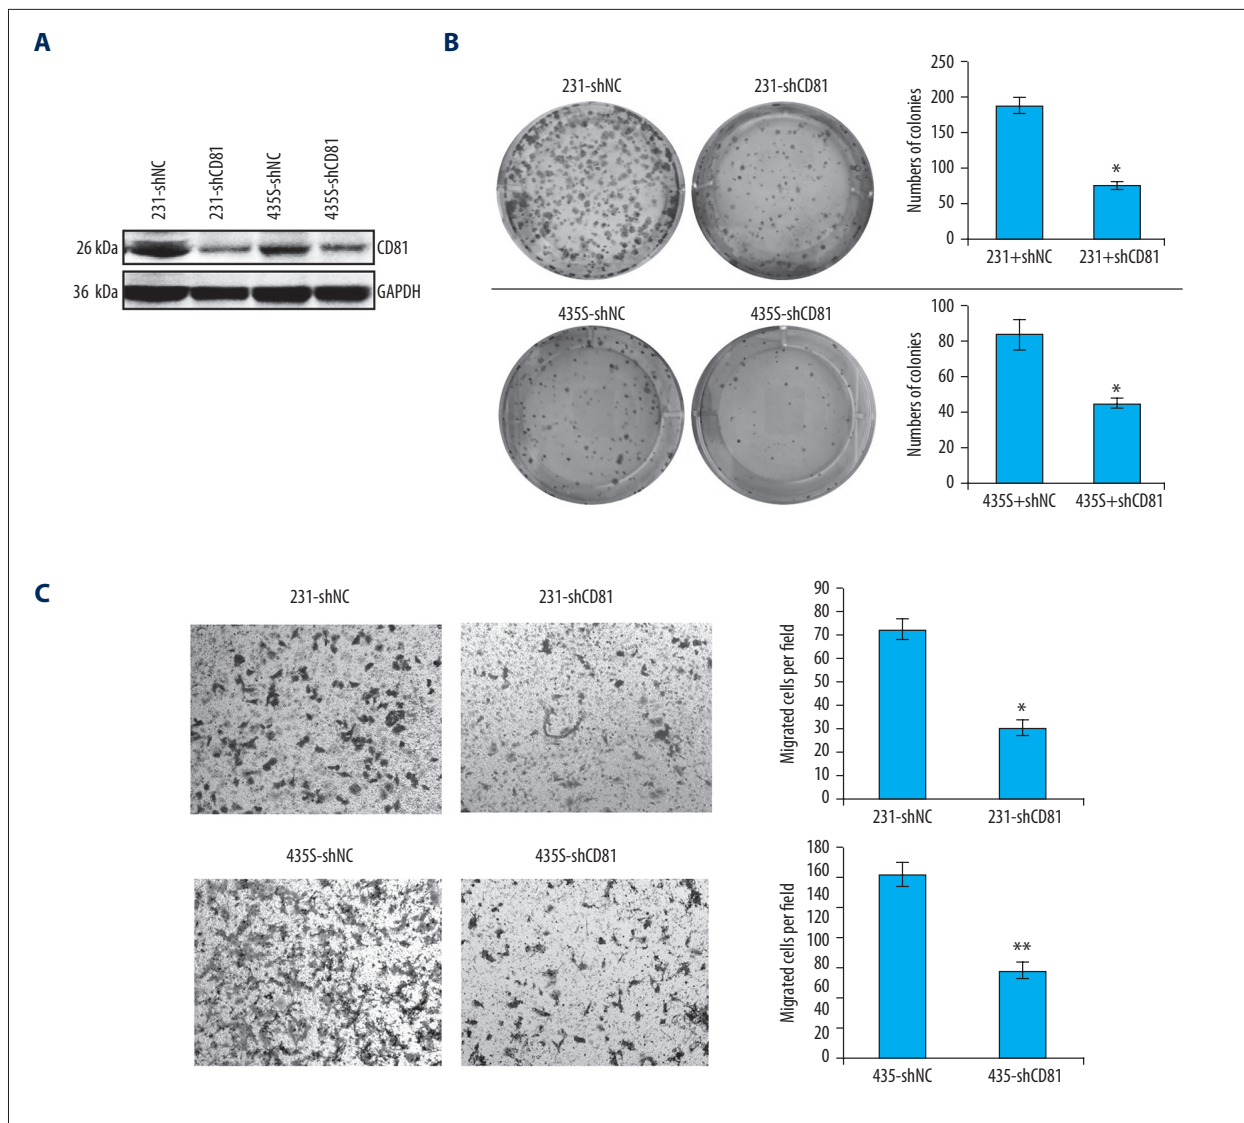 A
231-shNC
231-shCD81
435S-shNC
435S-shCD81
26 kDa
CD81
36 kDa
GAPDH
B
231-shNC
231-shCD81
Numbers of colonies
250
200
150
100
50
0
*
231+shNC
231+shCD81
435S-shNC
435S-shCD81
Numbers of colonies
100
80
60
40
20
0
*
435S+shNC
435S+shCD81
C
231-shNC
231-shCD81
Migrated cells per field
90
80
70
60
50
40
30
20
10
0
*
231-shNC
231-shCD81
435S-shNC
435S-shCD81
Migrated cells per field
180
160
120
140
100
80
60
40
20
0
**
435-shNC
435-shCD81